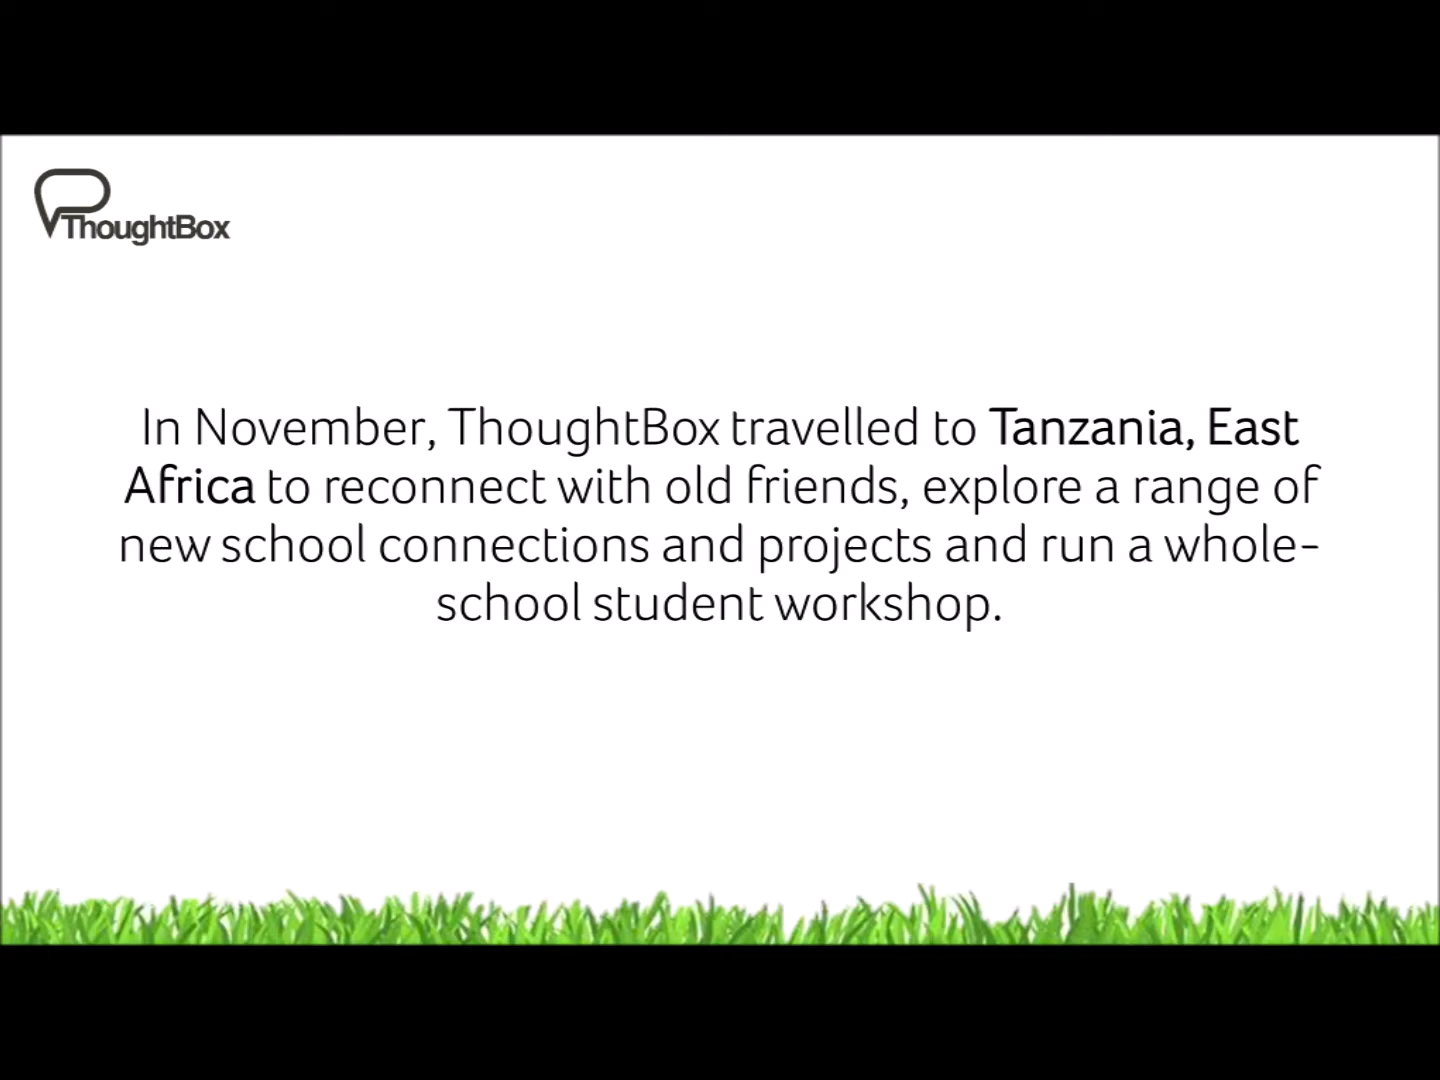 ThoughtBox
In November, ThoughtBox travelled to Tanzania, East
Africa to reconnect with old friends, explore a range of
new school connections and projects and run a whole-
school student workshop.